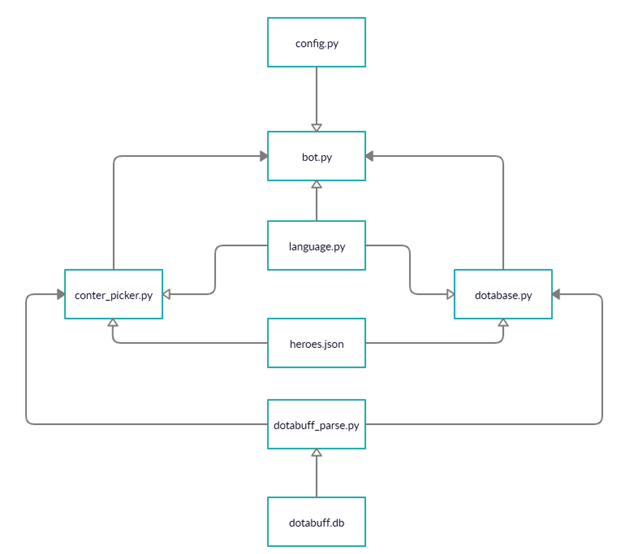 config.py
bot.py
language.py
conter_picker.py
dotabase.py
heroes.json
dotabuff_parse.py
dotabuff.db